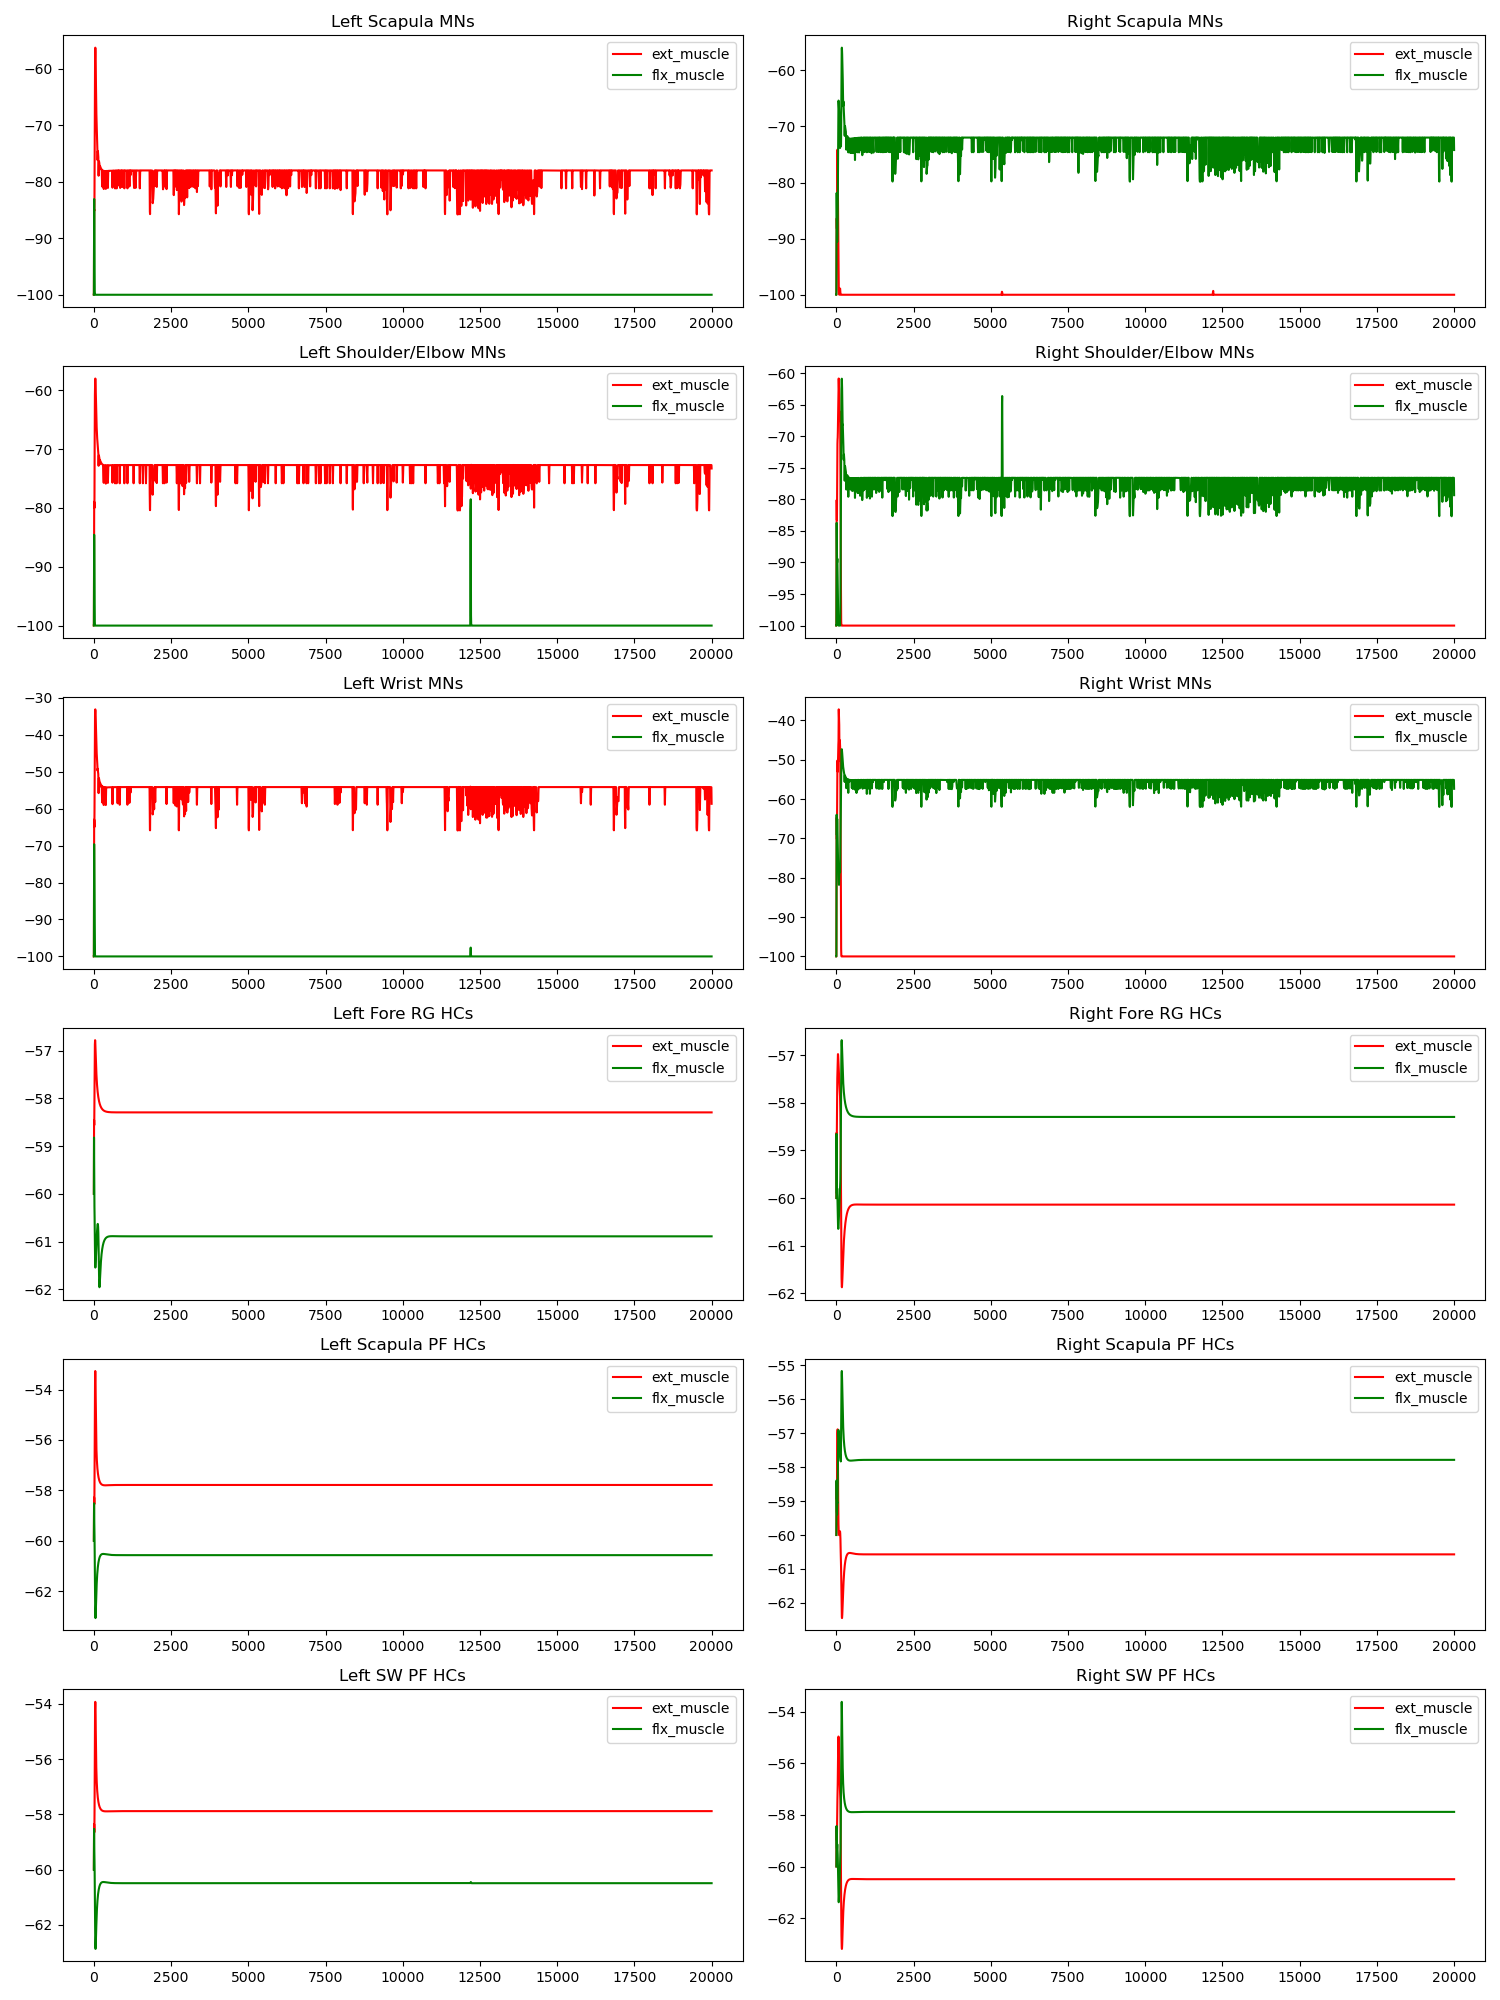 Left Scapula MNs
ext_muscle
flx_muscle
−60
−70
−80
−90
−100
0 2500 5000 7500 10000 12500 15000 17500 20000
Right Scapula MNs
ext_muscle
flx_muscle
−60
−70
−80
−90
−100
0 2500 5000 7500 10000 12500 15000 17500 20000
Left Shoulder/Elbow MNs
ext_muscle
flx_muscle
−60
−70
−80
−90
−100
0 2500 5000 7500 10000 12500 15000 17500 20000
Right Shoulder/Elbow MNs
ext_muscle
flx_muscle
−60
−65
−70
−75
−80
−85
−90
−95
−100
0 2500 5000 7500 10000 12500 15000 17500 20000
Left Wrist MNs
ext_muscle
flx_muscle
−30
−40
−50
−60
−70
−80
−90
−100
0 2500 5000 7500 10000 12500 15000 17500 20000
Right Wrist MNs
ext_muscle
flx_muscle
−40
−50
−60
−70
−80
−90
−100
0 2500 5000 7500 10000 12500 15000 17500 20000
Left Fore RG HCs
ext_muscle
flx_muscle
−57
−58
−59
−60
−61
−62
0 2500 5000 7500 10000 12500 15000 17500 20000
Right Fore RG HCs
ext_muscle
flx_muscle
−57
−58
−59
−60
−61
−62
0 2500 5000 7500 10000 12500 15000 17500 20000
Left Scapula PF HCs
ext_muscle
flx_muscle
−54
−56
−58
−60
−62
0 2500 5000 7500 10000 12500 15000 17500 20000
Right Scapula PF HCs
ext_muscle
flx_muscle
−55
−56
−57
−58
−59
−60
−61
−62
0 2500 5000 7500 10000 12500 15000 17500 20000
Left SW PF HCs
ext_muscle
flx_muscle
−54
−56
−58
−60
−62
0 2500 5000 7500 10000 12500 15000 17500 20000
Right SW PF HCs
ext_muscle
flx_muscle
−54
−56
−58
−60
−62
0 2500 5000 7500 10000 12500 15000 17500 20000